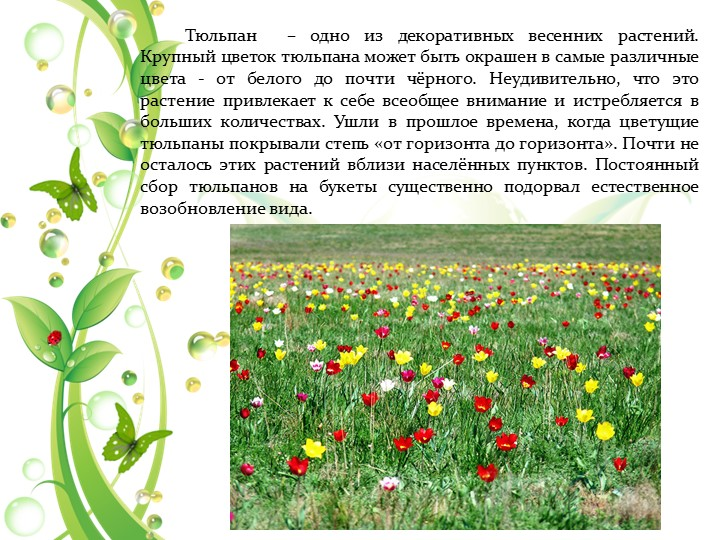 Тюльпан – одно из декоративных весенних растений.
Крупный цветок тюльпана может быть окрашен в самые различные
цвета - от белого до почти чёрного. Неудивительно, что это
растение привлекает к себе всеобщее внимание и истребляется в
больших количествах. Ушли в прошлое времена, когда цветущие
тюльпаны покрывали степь «от горизонта до горизонта». Почти не
осталось этих растений вблизи населённых пунктов. Постоянный
сбор тюльпанов на букеты существенно подорвал естественное
возобновление вида.